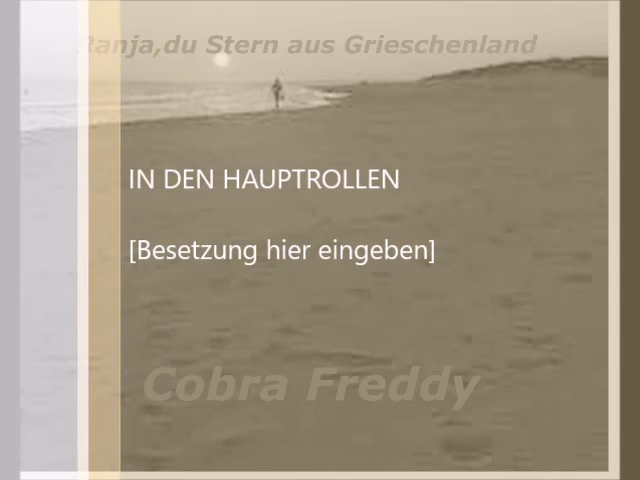 Ranja,du Stern aus Grieschenland
IN DEN HAUPTROLLEN
[Besetzung hier eingeben]
Cobra Freddy